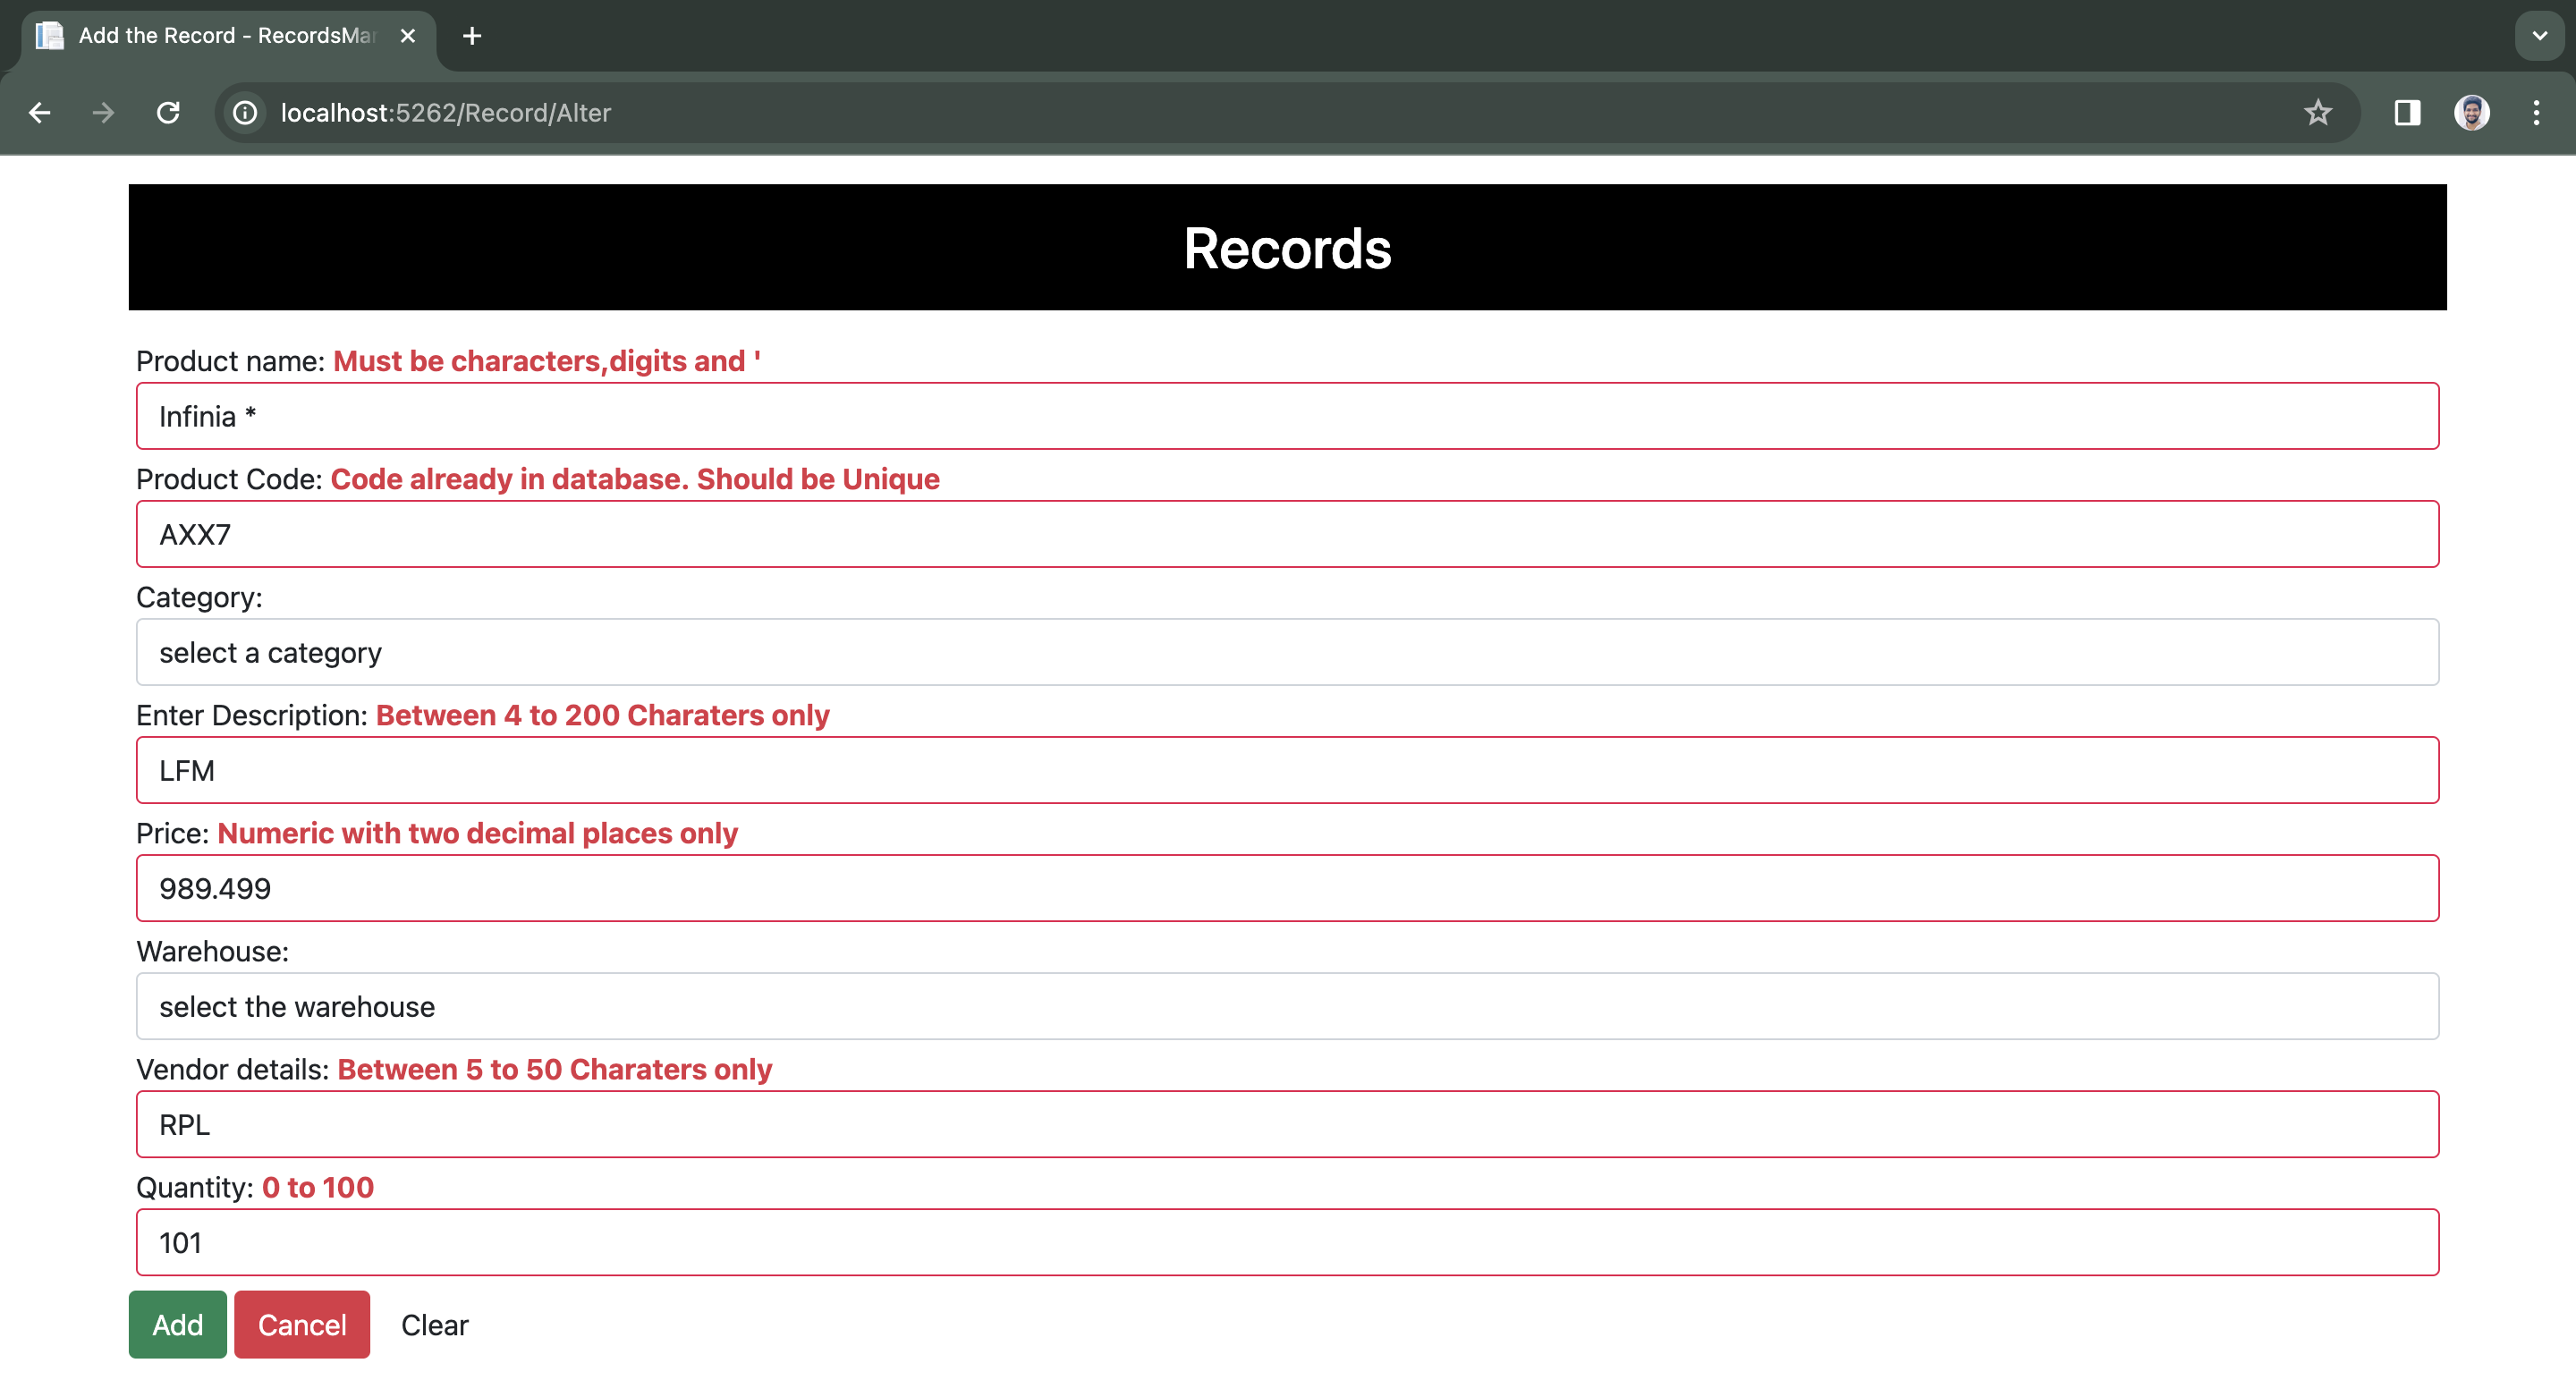 Add the Record - RecordsMar
localhost:5262/Record/Alter
Records
Product name: Must be characters,digits and '
Infinia *
Product Code: Code already in database. Should be Unique
AXX7
Category:
select a category
Enter Description: Between 4 to 200 Charaters only
LFM
Price: Numeric with two decimal places only
989.499
Warehouse:
select the warehouse
Vendor details: Between 5 to 50 Charaters only
RPL
Quantity: 0 to 100
101
Add Cancel Clear